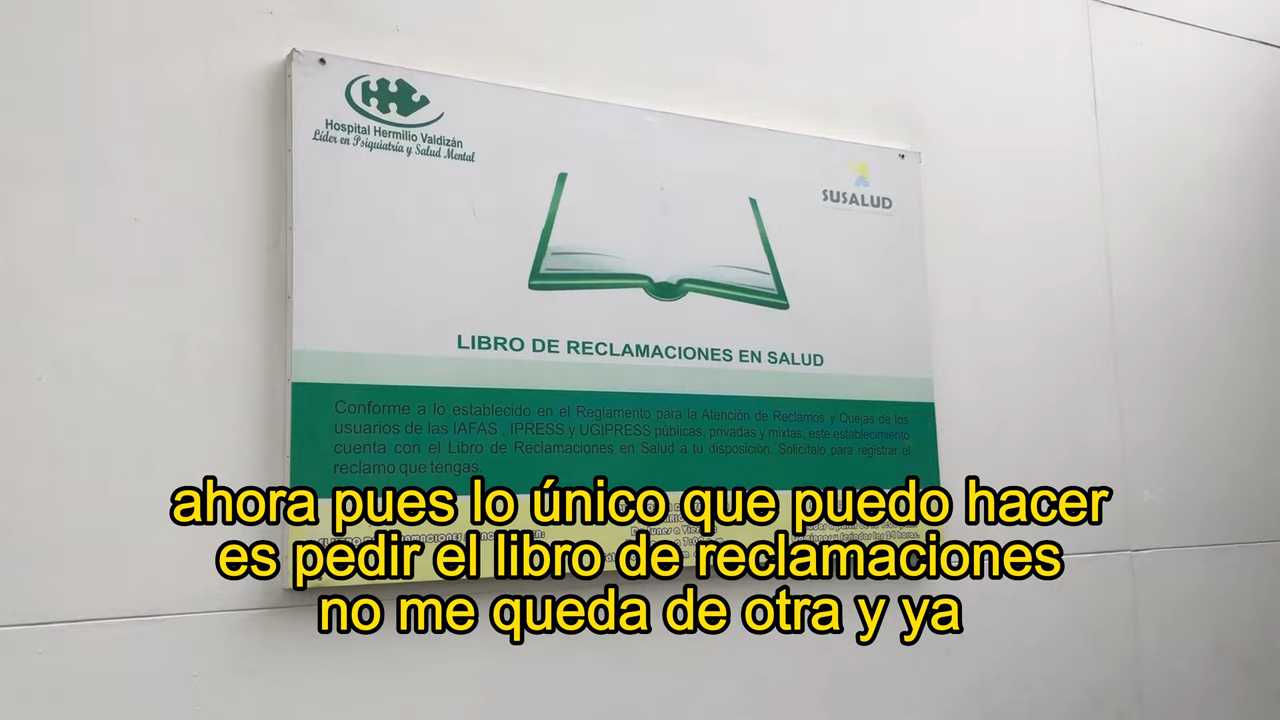 Hospital Hermilio Valdizán
Líder en Psiquiatría y Salud Mental
SUSALUD
LIBRO DE RECLAMACIONES EN SALUD
Conforme a lo establecido en el Reglamento para la Atención de Reclamos y Quejas de los
usuarios de las IAFAS , IPRESS y UGIPRESS públicas, privadas y mixtas, este establecimiento
cuenta con el Libro de Reclamaciones en Salud a tu disposición. Solicítalo para registrar el
reclamo que tengas.
ahora pues lo único que puedo hacer
es pedir el libro de reclamaciones
no me queda de otra y ya